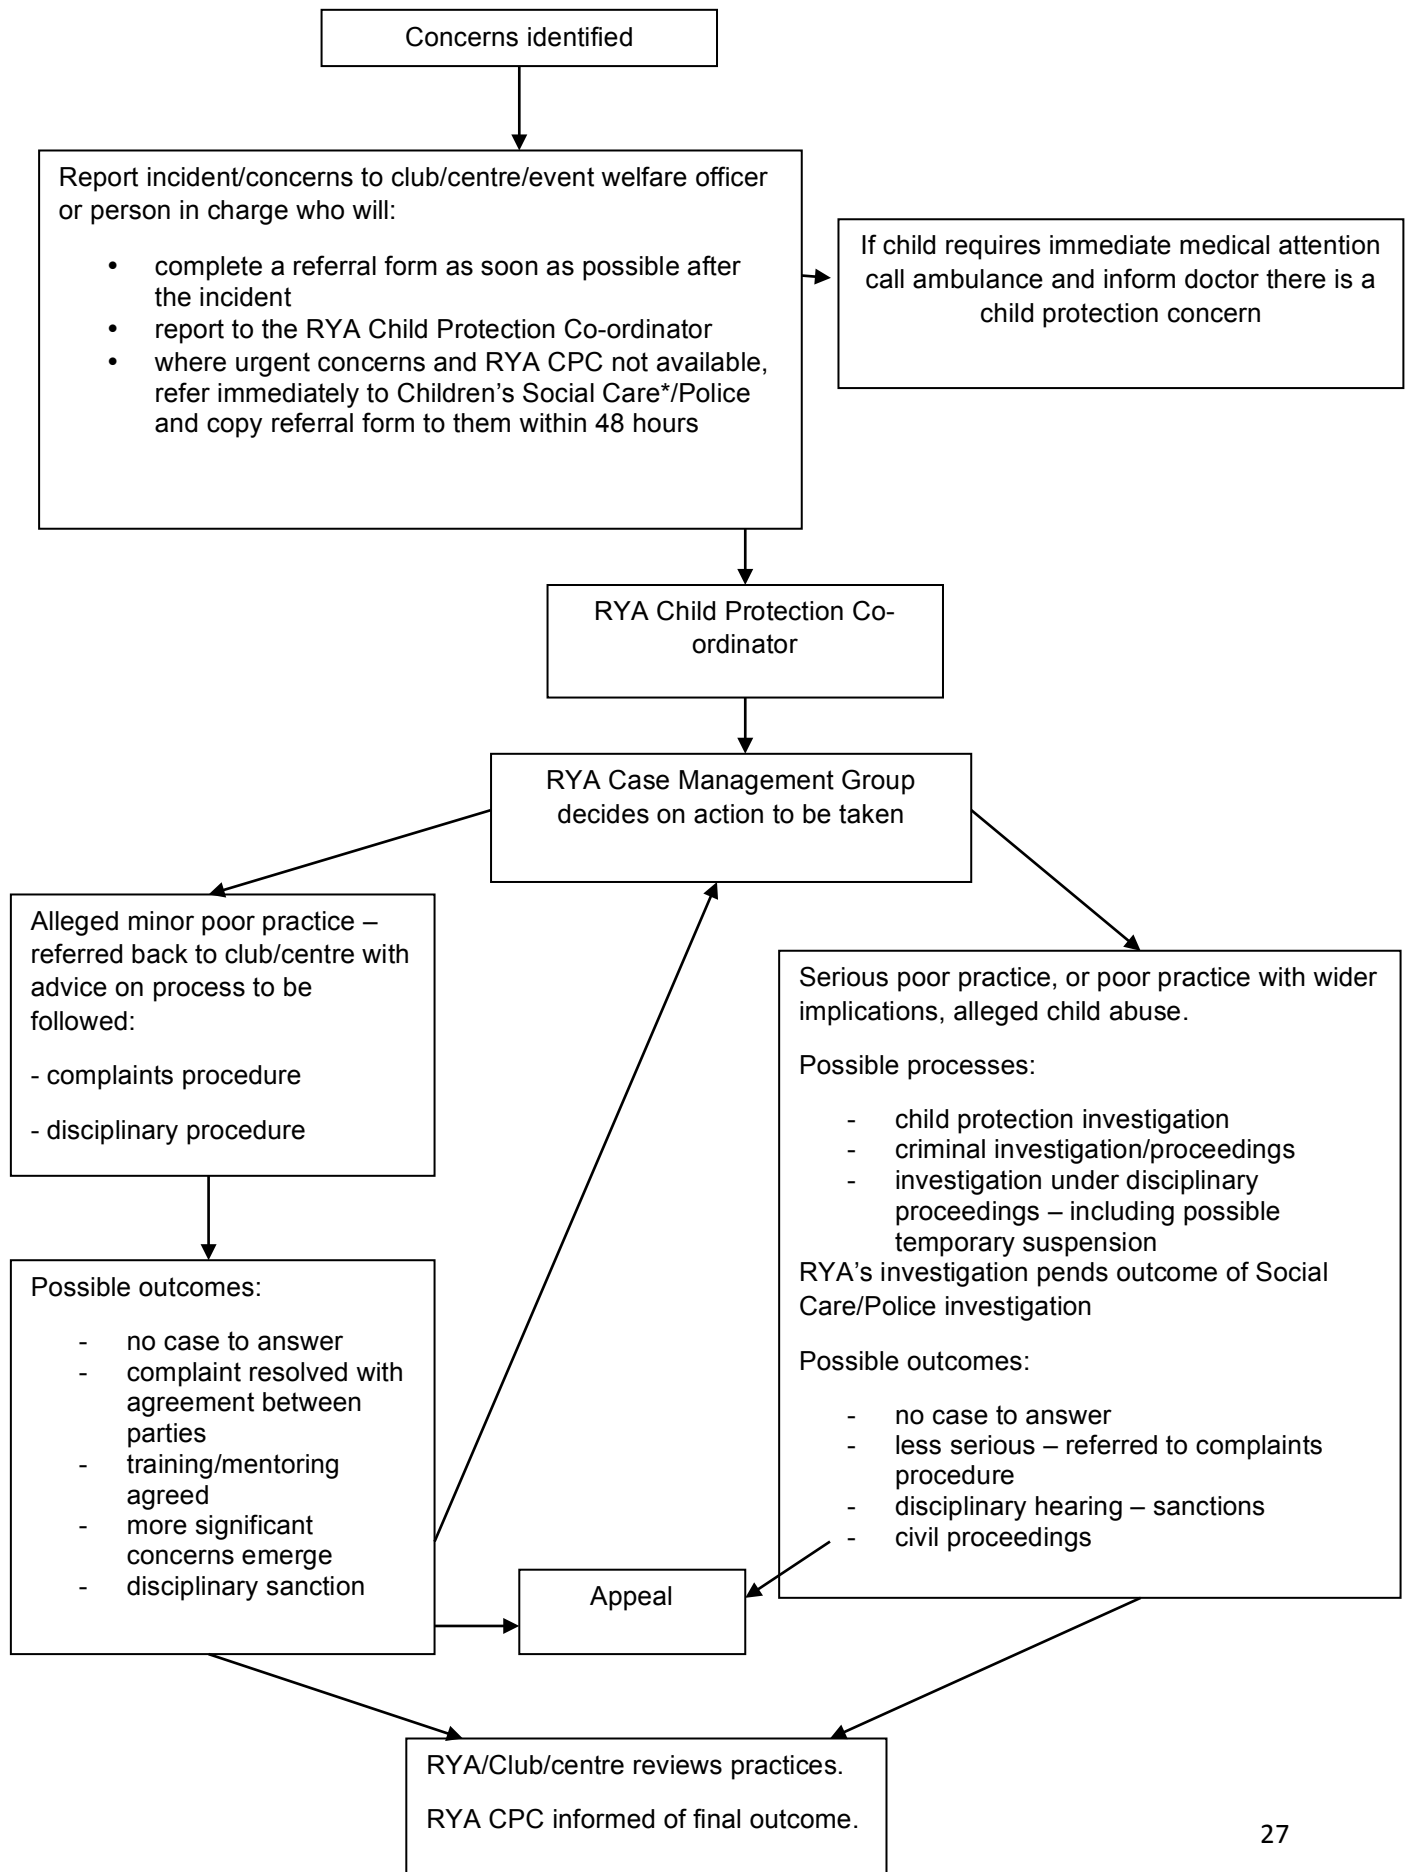 Concerns identified
Report incident/concerns to club/centre/event welfare officer
or person in charge who will:
• complete a referral form as soon as possible after
the incident
• report to the RYA Child Protection Co-ordinator
• where urgent concerns and RYA CPC not available,
refer immediately to Children’s Social Care*/Police
and copy referral form to them within 48 hours
If child requires immediate medical attention
call ambulance and inform doctor there is a
child protection concern
RYA Child Protection Co-
ordinator
RYA Case Management Group
decides on action to be taken
Alleged minor poor practice –
referred back to club/centre with
advice on process to be
followed:
- complaints procedure
- disciplinary procedure
Serious poor practice, or poor practice with wider
implications, alleged child abuse.
Possible processes:
- child protection investigation
- criminal investigation/proceedings
- investigation under disciplinary
proceedings – including possible
temporary suspension
RYA’s investigation pends outcome of Social
Care/Police investigation
Possible outcomes:
- no case to answer
- less serious – referred to complaints
procedure
- disciplinary hearing – sanctions
- civil proceedings
Possible outcomes:
- no case to answer
- complaint resolved with
agreement between
parties
- training/mentoring
agreed
- more significant
concerns emerge
- disciplinary sanction
Appeal
RYA/Club/centre reviews practices.
RYA CPC informed of final outcome.
27